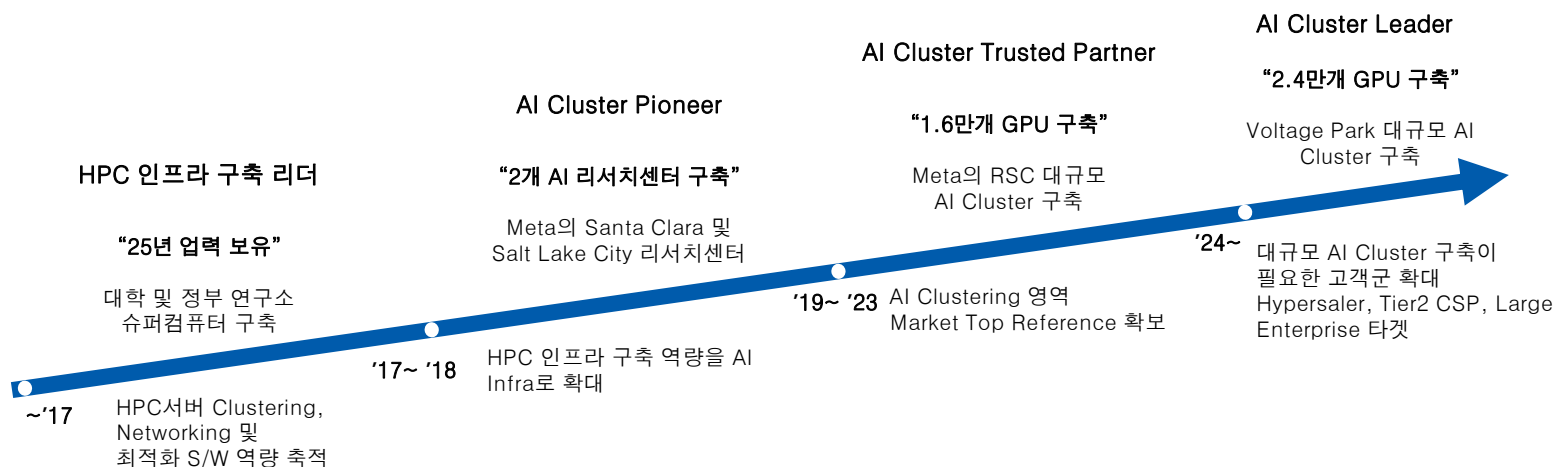 HPC 인프라 구축 리더
“25년 업력 보유”
대학 및 정부 연구소
슈퍼컴퓨터 구축
~’17
HPC서버 Clustering,
Networking 및
최적화 S/W 역량 축적
AI Cluster Pioneer
“2개 AI 리서치센터 구축”
Meta의 Santa Clara 및
Salt Lake City 리서치센터
’17~ ’18
HPC 인프라 구축 역량을 AI
Infra로 확대
AI Cluster Trusted Partner
“1.6만개 GPU 구축”
Meta의 RSC 대규모
AI Cluster 구축
’19~ ’23
AI Clustering 영역
Market Top Reference 확보
AI Cluster Leader
“2.4만개 GPU 구축”
Voltage Park 대규모 AI
Cluster 구축
’24~
대규모 AI Cluster 구축이
필요한 고객군 확대
Hypersaler, Tier2 CSP, Large
Enterprise 타겟